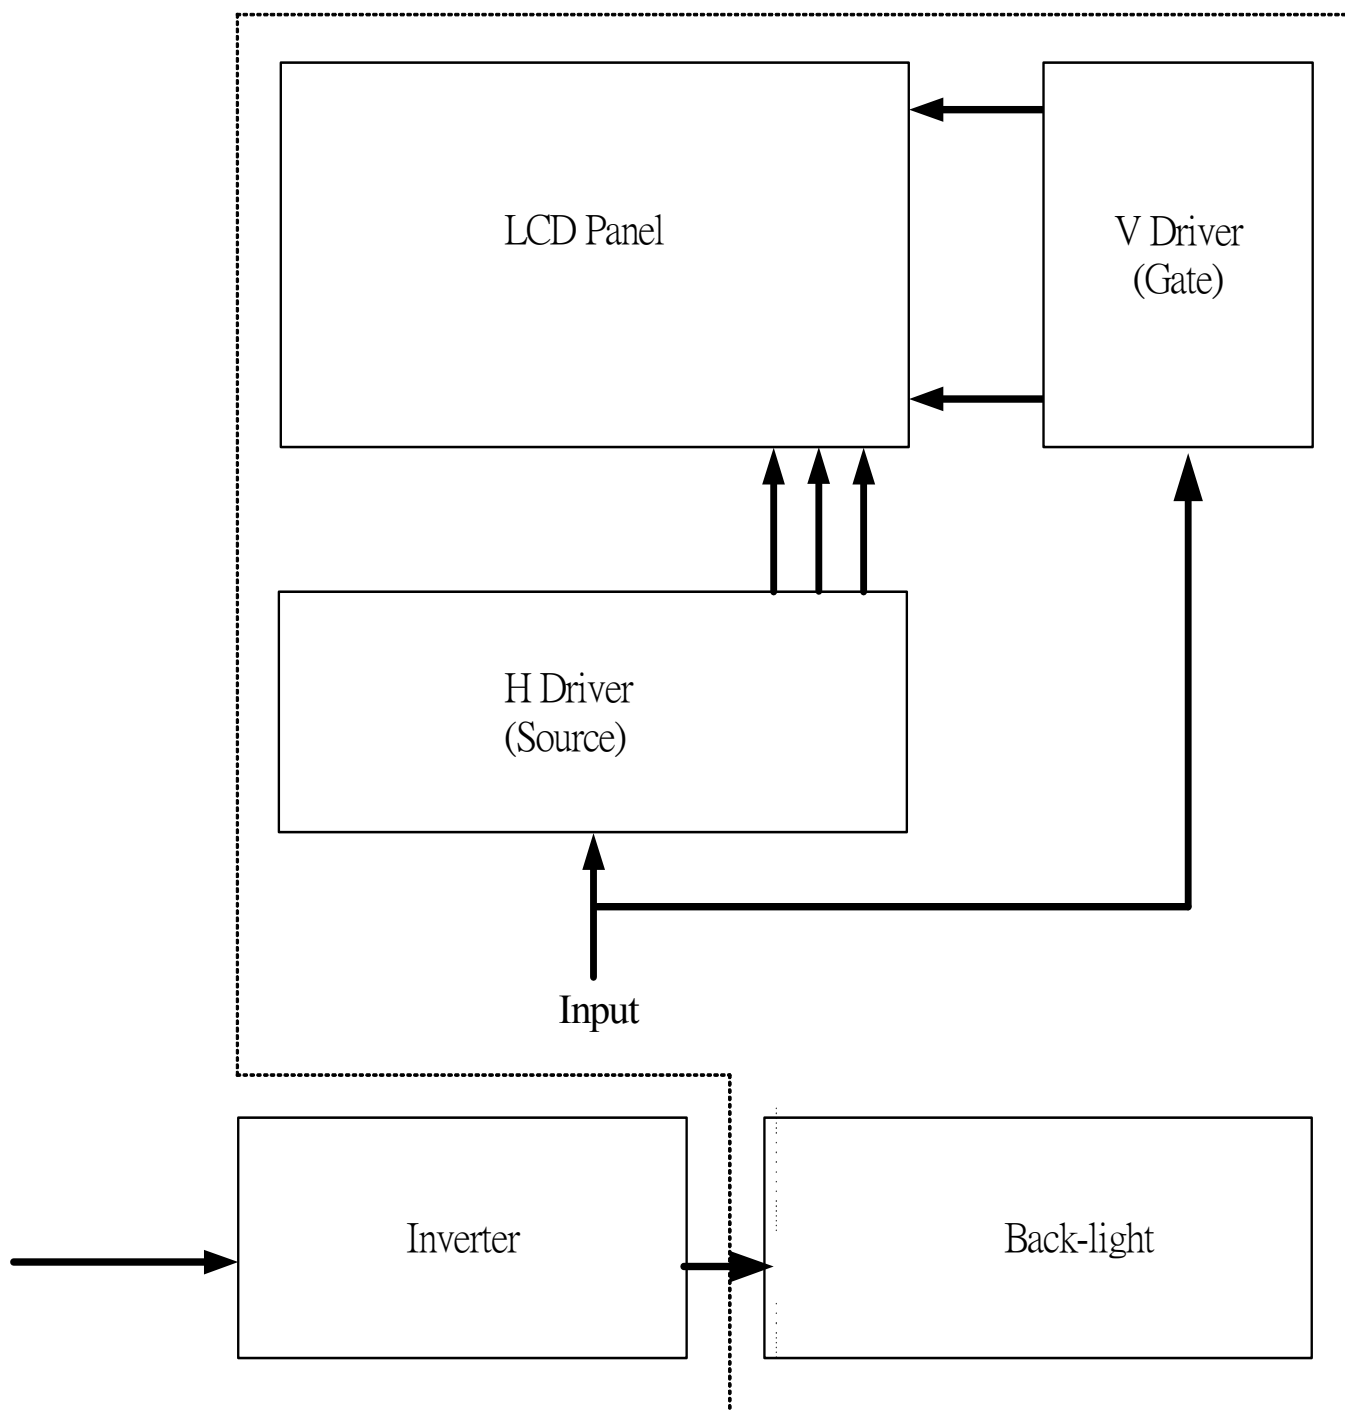 LCD Panel
V Driver
(Gate)
H Driver
(Source)
Input
Inverter
Back-light